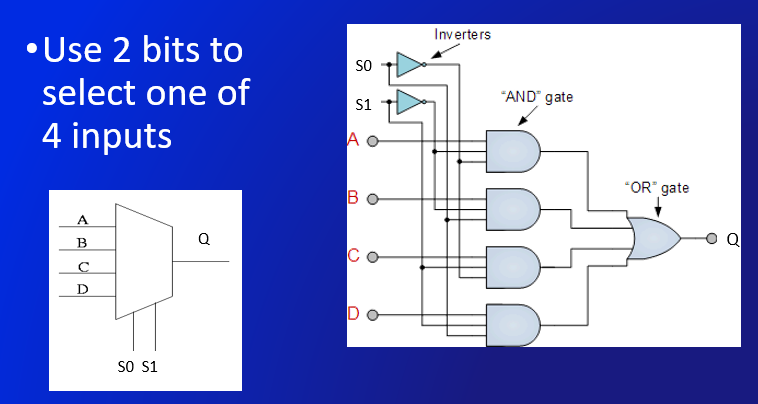 •Use 2 bits to
select one of
4 inputs
A
B
C
D
Q
S0 S1
Inverters
S0
S1
"AND" gate
A
B
"OR" gate
Q
C
D